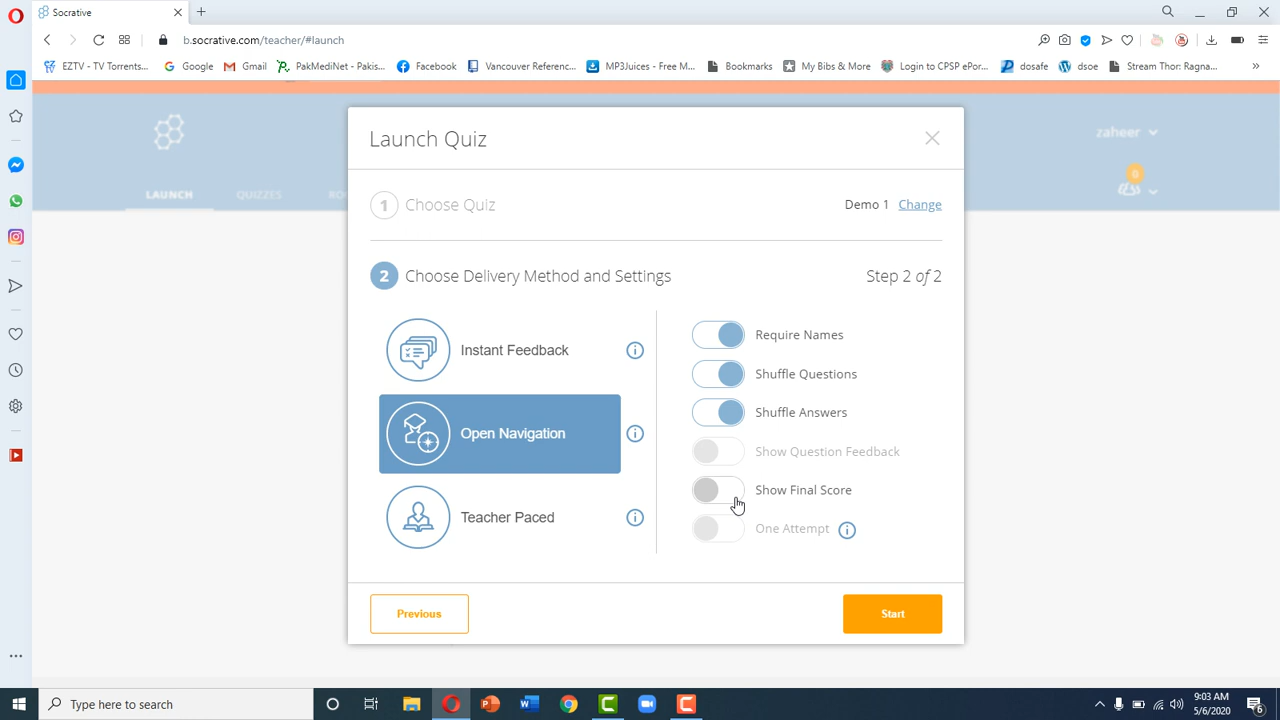 Socrative
b.socrative.com/teacher/#launch
EZTV - TV Torrents... Google Gmail PakMediNet - Pakis... Facebook Vancouver Referenc... MP3Juices - Free M... Bookmarks My Bibs & More Login to CPSP ePor... dosafe dsoe Stream Thor: Ragna... »
zaheer
0
LAUNCH QUIZZES RO
Launch Quiz
1 Choose Quiz Demo 1 Change
2 Choose Delivery Method and Settings Step 2 of 2
Instant Feedback
Open Navigation
Teacher Paced
Require Names
Shuffle Questions
Shuffle Answers
Show Question Feedback
Show Final Score
One Attempt
Previous Start
Type here to search
9:03 AM
5/6/2020
6